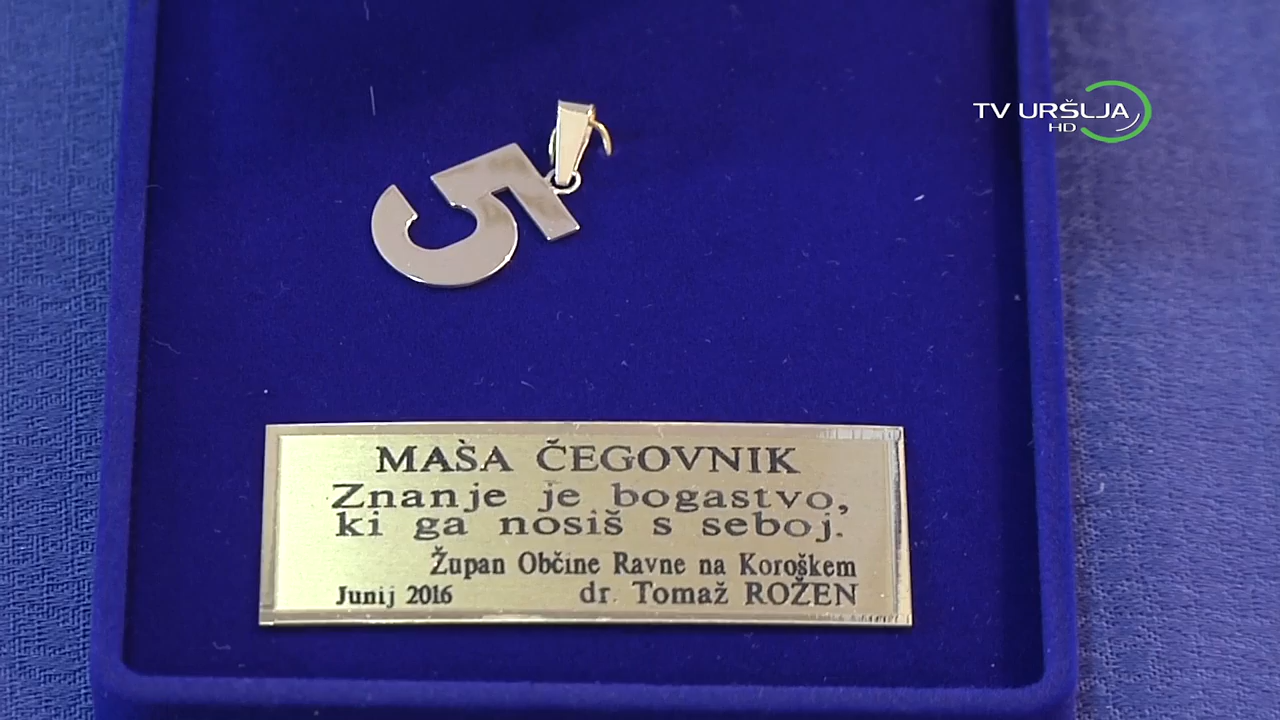 TV URŠLJA
HD
5
MAŠA ČEGOVNIK
Znanje je bogastvo,
ki ga nosiš s seboj.
Župan Občine Ravne na Koroškem
Junij 2016 dr. Tomaž ROŽEN